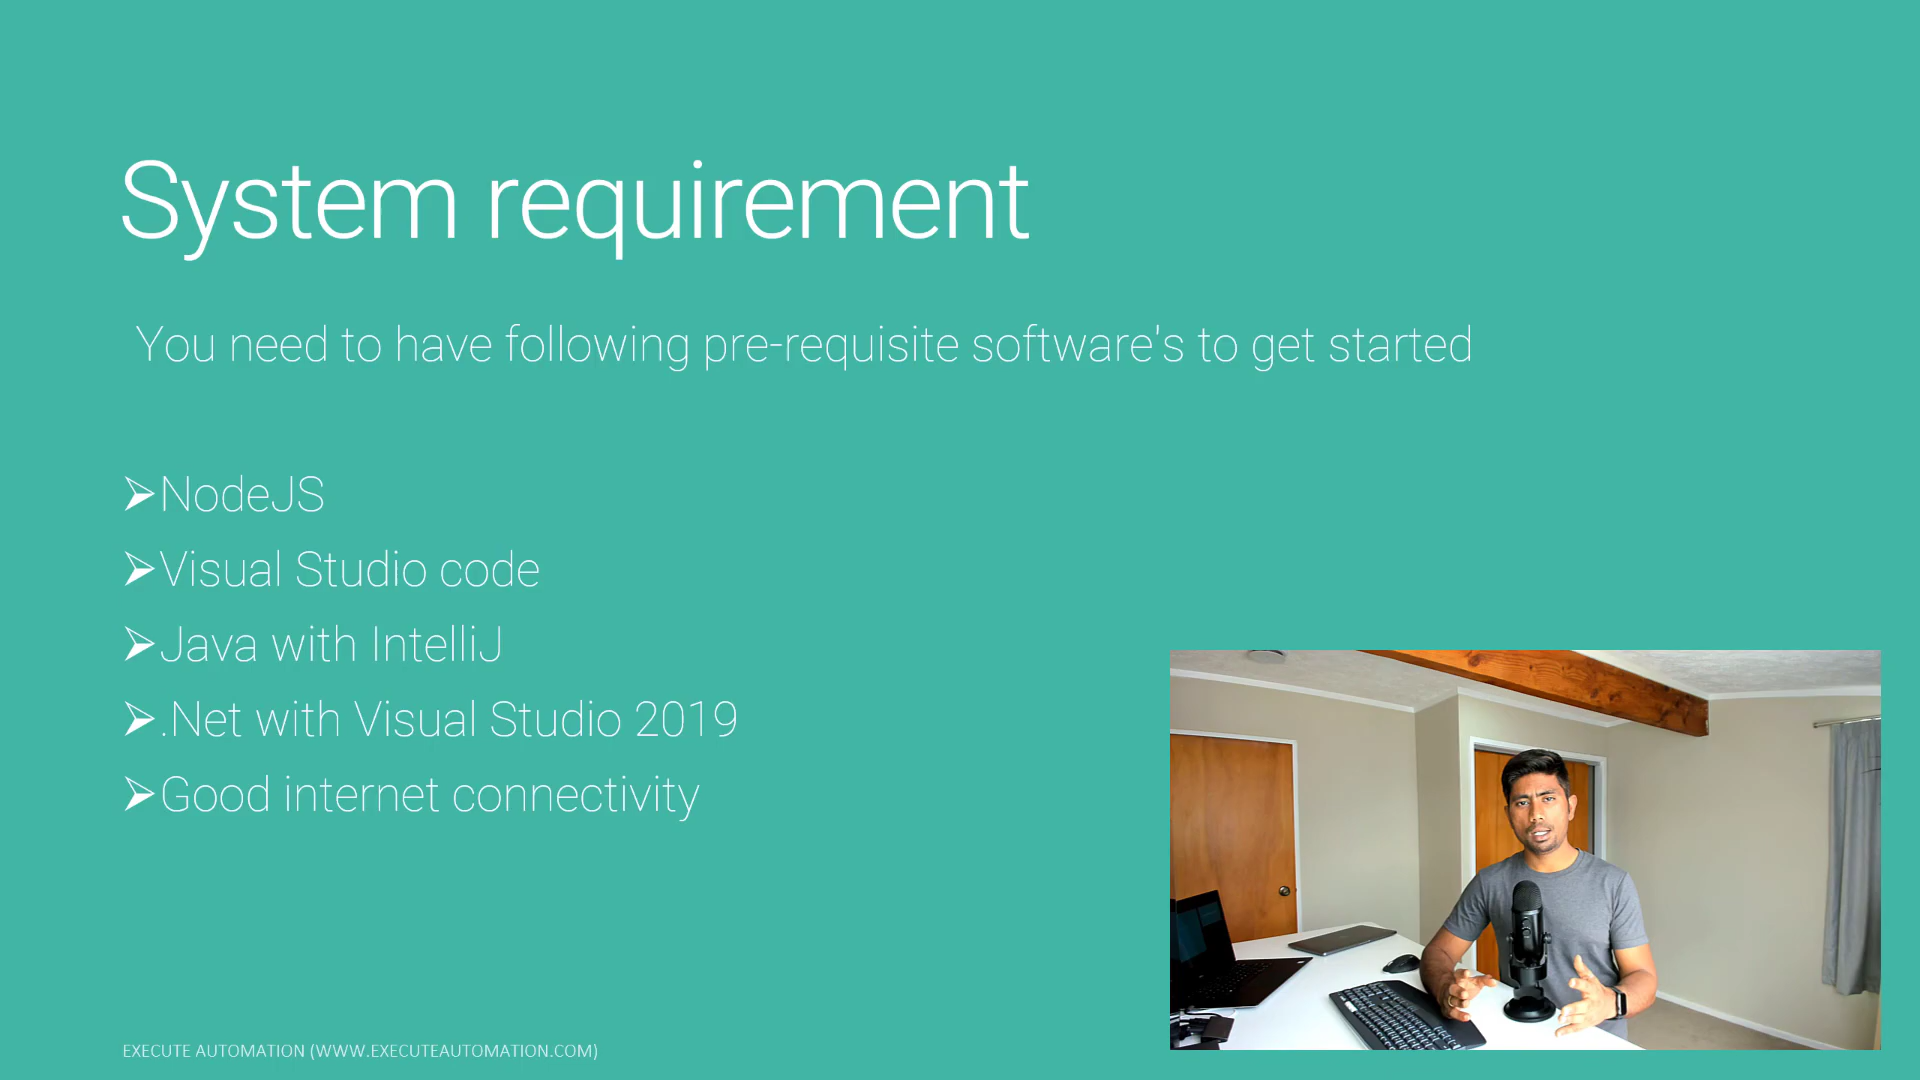 System requirement
You need to have following pre-requisite software's to get started
➢NodeJS
➢Visual Studio code
➢Java with IntelliJ
➢.Net with Visual Studio 2019
➢Good internet connectivity
EXECUTE AUTOMATION (WWW.EXECUTEAUTOMATION.COM)